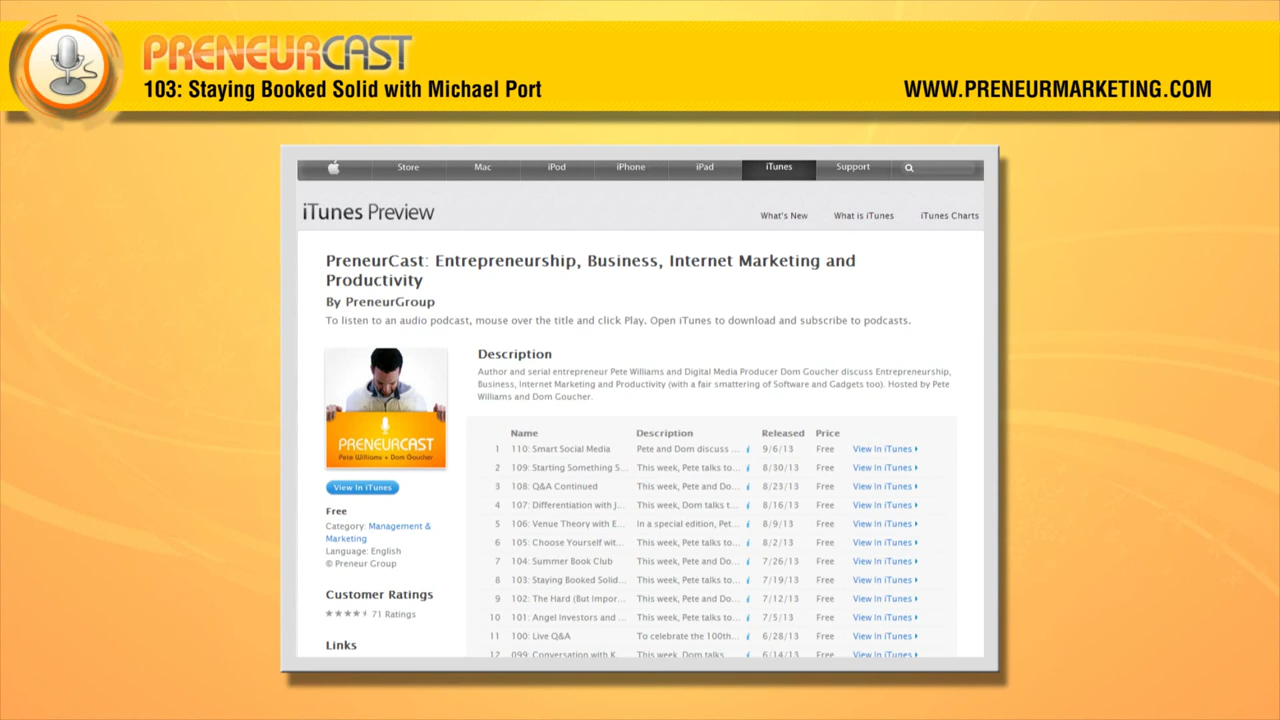 PRENEURCAST
103: Staying Booked Solid with Michael Port
WWW.PRENEURMARKETING.COM
Store Mac iPod iPhone iPad iTunes Support
iTunes Preview
What's New What is iTunes iTunes Charts
PreneurCast: Entrepreneurship, Business, Internet Marketing and
Productivity
By PreneurGroup
To listen to an audio podcast, mouse over the title and click Play. Open iTunes to download and subscribe to podcasts.
PRENEURCAST
Pete Williams + Dom Goucher
View In iTunes
Free
Category: Management &
Marketing
Language: English
© Preneur Group
Customer Ratings
71 Ratings
Links
Description
Author and serial entrepreneur Pete Williams and Digital Media Producer Dom Goucher discuss Entrepreneurship,
Business, Internet Marketing and Productivity (with a fair smattering of Software and Gadgets too). Hosted by Pete
Williams and Dom Goucher.
Name Description Released Price
1 110: Smart Social Media Pete and Dom discuss ... i 9/6/13 Free View In iTunes
2 109: Starting Something S... This week, Pete talks to... i 8/30/13 Free View In iTunes
3 108: Q&A Continued This week, Pete and Do... i 8/23/13 Free View In iTunes
4 107: Differentiation with J... This week, Dom talks t... i 8/16/13 Free View In iTunes
5 106: Venue Theory with E... In a special edition, Pet... i 8/9/13 Free View In iTunes
6 105: Choose Yourself wit... This week, Pete talks to... i 8/2/13 Free View In iTunes
7 104: Summer Book Club This week, Pete and Do... i 7/26/13 Free View In iTunes
8 103: Staying Booked Solid... This week, Pete talks to... i 7/19/13 Free View In iTunes
9 102: The Hard (But Impor... This week, Pete and Do... i 7/12/13 Free View In iTunes
10 101: Angel Investors and ... This week, Pete talks to... i 7/5/13 Free View In iTunes
11 100: Live Q&A To celebrate the 100th... i 6/28/13 Free View In iTunes
12 099: Conversation with K... This week, Dom talks ... i 6/14/13 Free View In iTunes